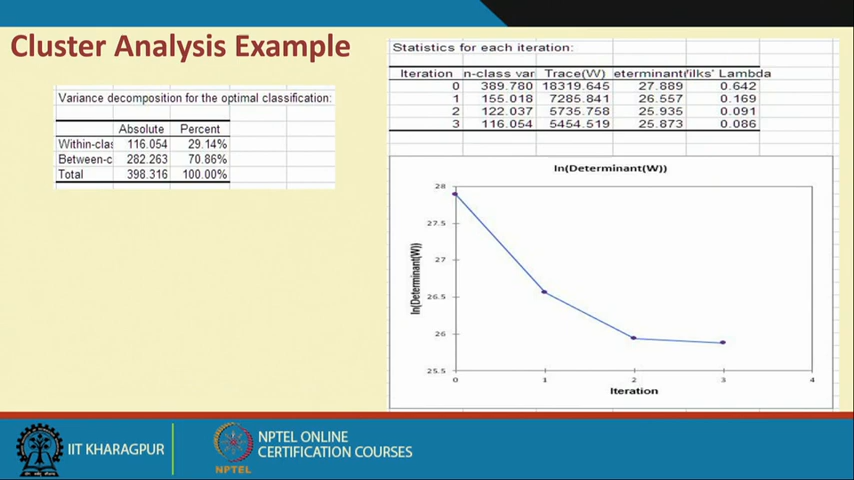 Cluster Analysis Example
Variance decomposition for the optimal classification:
Absolute Percent
Within-clas 116.054 29.14%
Between-c 282.263 70.86%
Total 398.316 100.00%
Statistics for each iteration:
Iteration n-class var Trace(W) eterminant( Vilks' Lambda
0 389.780 18319.645 27.889 0.642
1 155.018 7285.841 26.557 0.169
2 122.037 5735.758 25.935 0.091
3 116.054 5454.519 25.873 0.086
ln(Determinant(W))
28
27.5
27
26.5
26
25.5
ln(Determinant(W))
0 1 2 3 4
Iteration
IIT KHARAGPUR
NPTEL
NPTEL ONLINE
CERTIFICATION COURSES